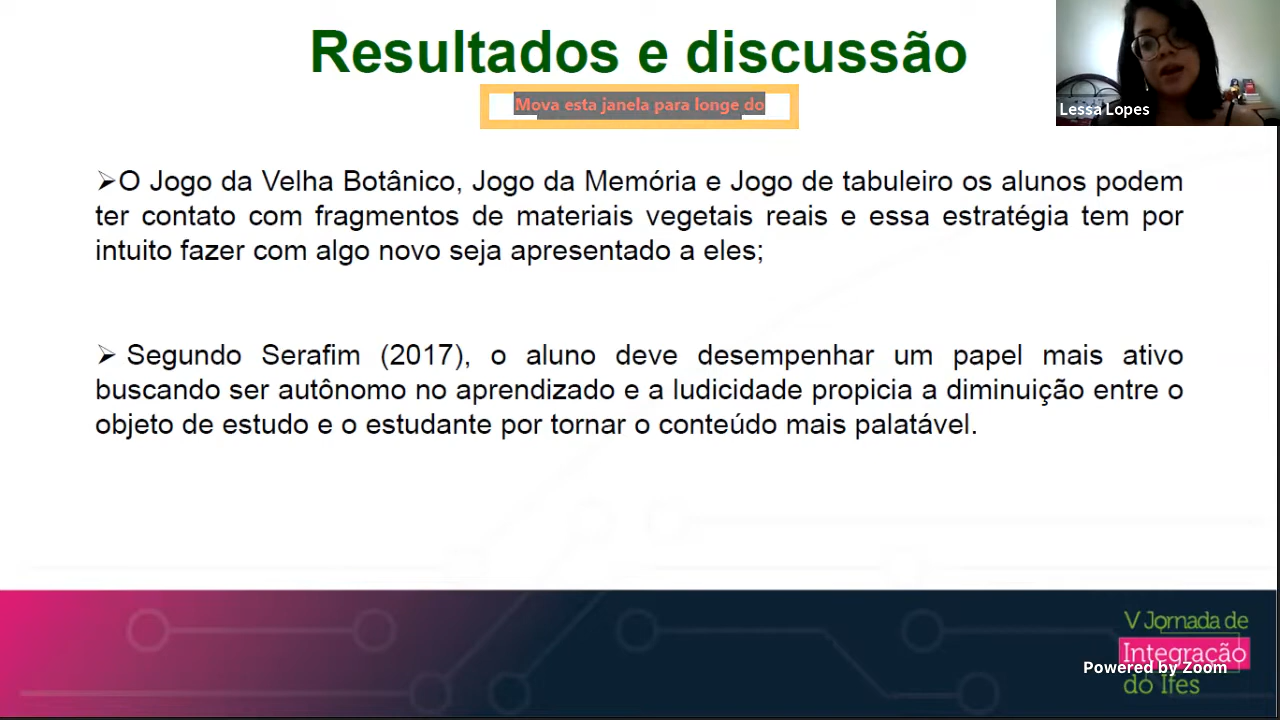 Resultados e discussão
Mova esta janela para longe do
Lessa Lopes
➢O Jogo da Velha Botânico, Jogo da Memória e Jogo de tabuleiro os alunos podem
ter contato com fragmentos de materiais vegetais reais e essa estratégia tem por
intuito fazer com algo novo seja apresentado a eles;
➢ Segundo Serafim (2017), o aluno deve desempenhar um papel mais ativo
buscando ser autônomo no aprendizado e a ludicidade propicia a diminuição entre o
objeto de estudo e o estudante por tornar o conteúdo mais palatável.
V Jornada de
Integração
Powered by Zoom
do Ifes